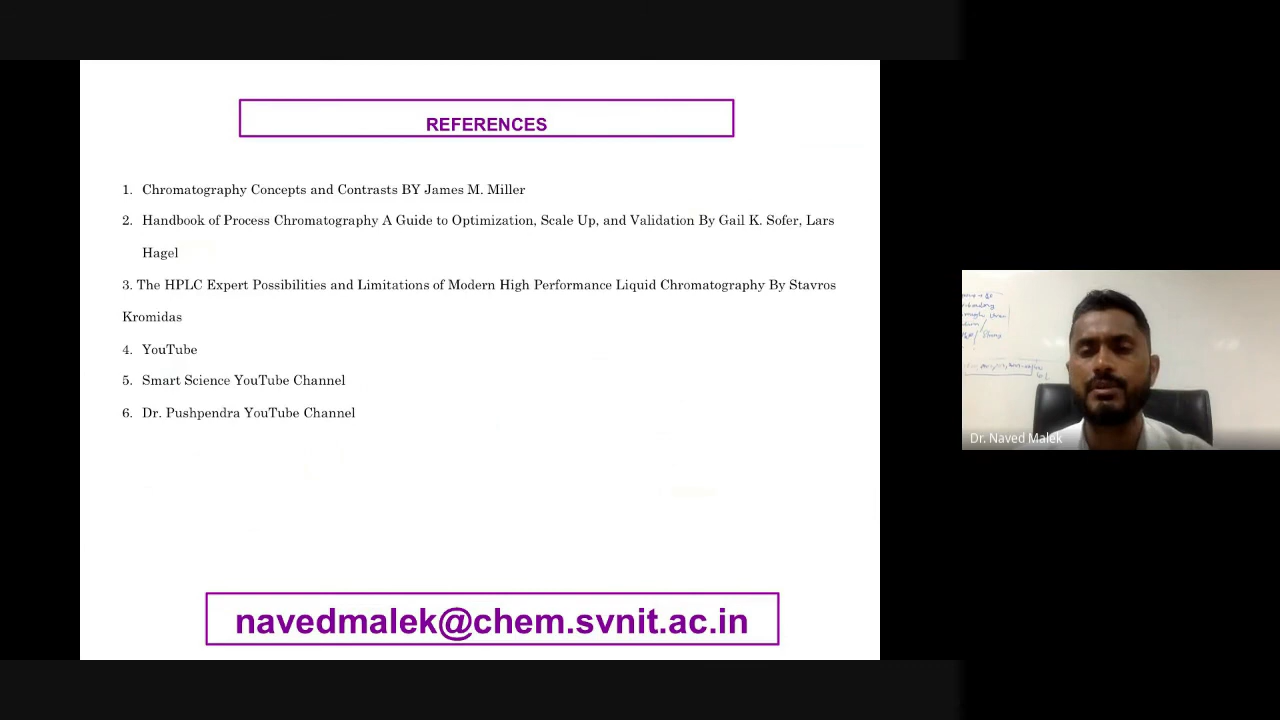 REFERENCES
1. Chromatography Concepts and Contrasts BY James M. Miller
2. Handbook of Process Chromatography A Guide to Optimization, Scale Up, and Validation By Gail K. Sofer, Lars
Hagel
3. The HPLC Expert Possibilities and Limitations of Modern High Performance Liquid Chromatography By Stavros
Kromidas
4. YouTube
5. Smart Science YouTube Channel
6. Dr. Pushpendra YouTube Channel
navedmalek@chem.svnit.ac.in
Dr. Naved Malek